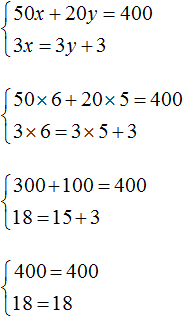 50x + 20y = 400
3x = 3y + 3
50×6 + 20×5 = 400
3×6 = 3×5 + 3
300 + 100 = 400
18 = 15 + 3
400 = 400
18 = 18